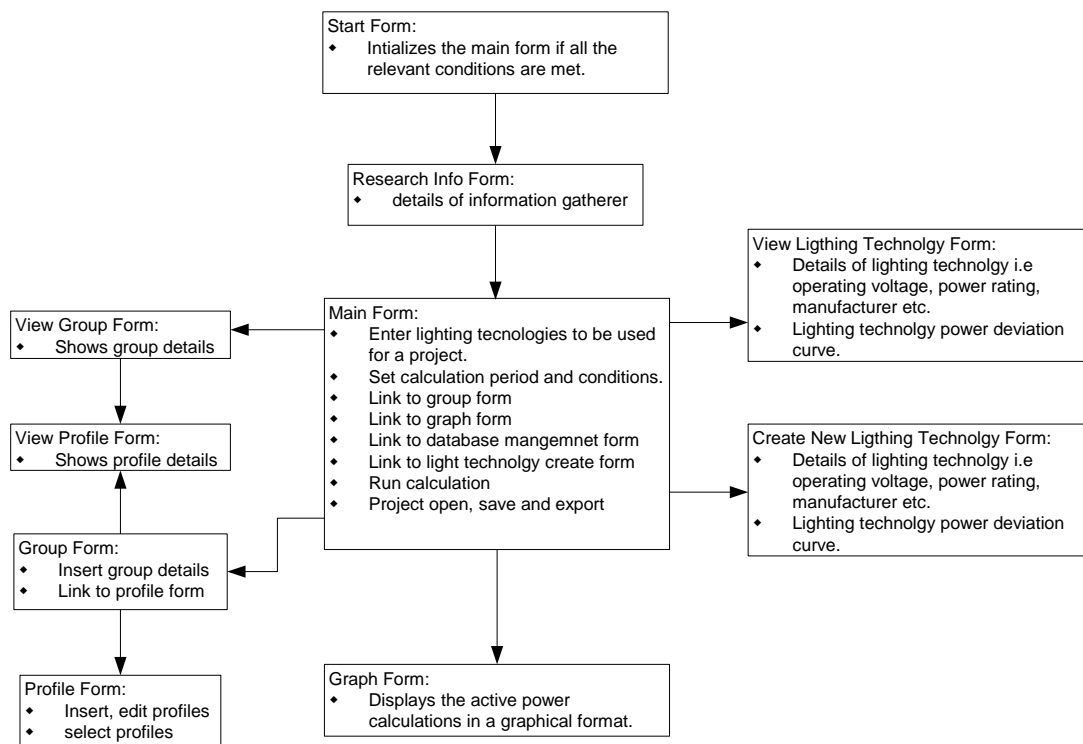 Start Form:
◆ Intializes the main form if all the
relevant conditions are met.
Research Info Form:
◆ details of information gatherer
View Ligthing Technolgy Form:
◆ Details of lighting technolgy i.e
operating voltage, power rating,
manufacturer etc.
◆ Lighting technolgy power deviation
curve.
Main Form:
◆ Enter lighting tecnologies to be used
for a project.
◆ Set calculation period and conditions.
◆ Link to group form
◆ Link to graph form
◆ Link to database mangemnet form
◆ Link to light technolgy create form
◆ Run calculation
◆ Project open, save and export
View Group Form:
◆ Shows group details
View Profile Form:
◆ Shows profile details
Create New Ligthing Technolgy Form:
◆ Details of lighting technolgy i.e
operating voltage, power rating,
manufacturer etc.
◆ Lighting technolgy power deviation
curve.
Group Form:
◆ Insert group details
◆ Link to profile form
Profile Form:
◆ Insert, edit profiles
◆ select profiles
Graph Form:
◆ Displays the active power
calculations in a graphical format.